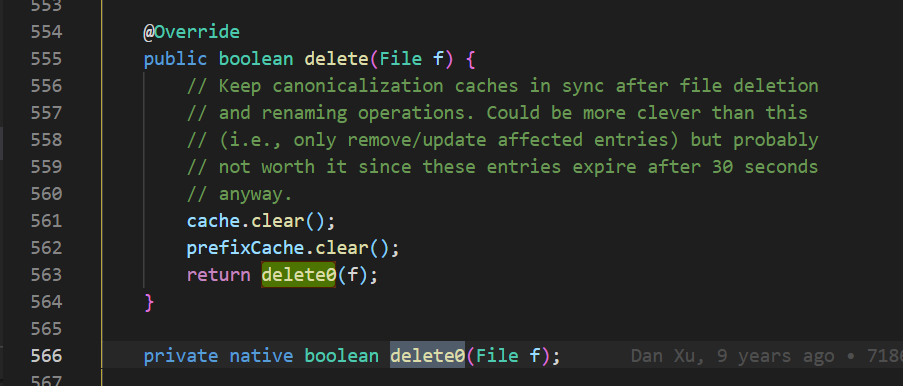 553
554 @Override
555 public boolean delete(File f) {
556 // Keep canonicalization caches in sync after file deletion
557 // and renaming operations. Could be more clever than this
558 // (i.e., only remove/update affected entries) but probably
559 // not worth it since these entries expire after 30 seconds
560 // anyway.
561 cache.clear();
562 prefixCache.clear();
563 return delete0(f);
564 }
565
566 private native boolean delete0(File f); Dan Xu, 9 years ago • 718
567